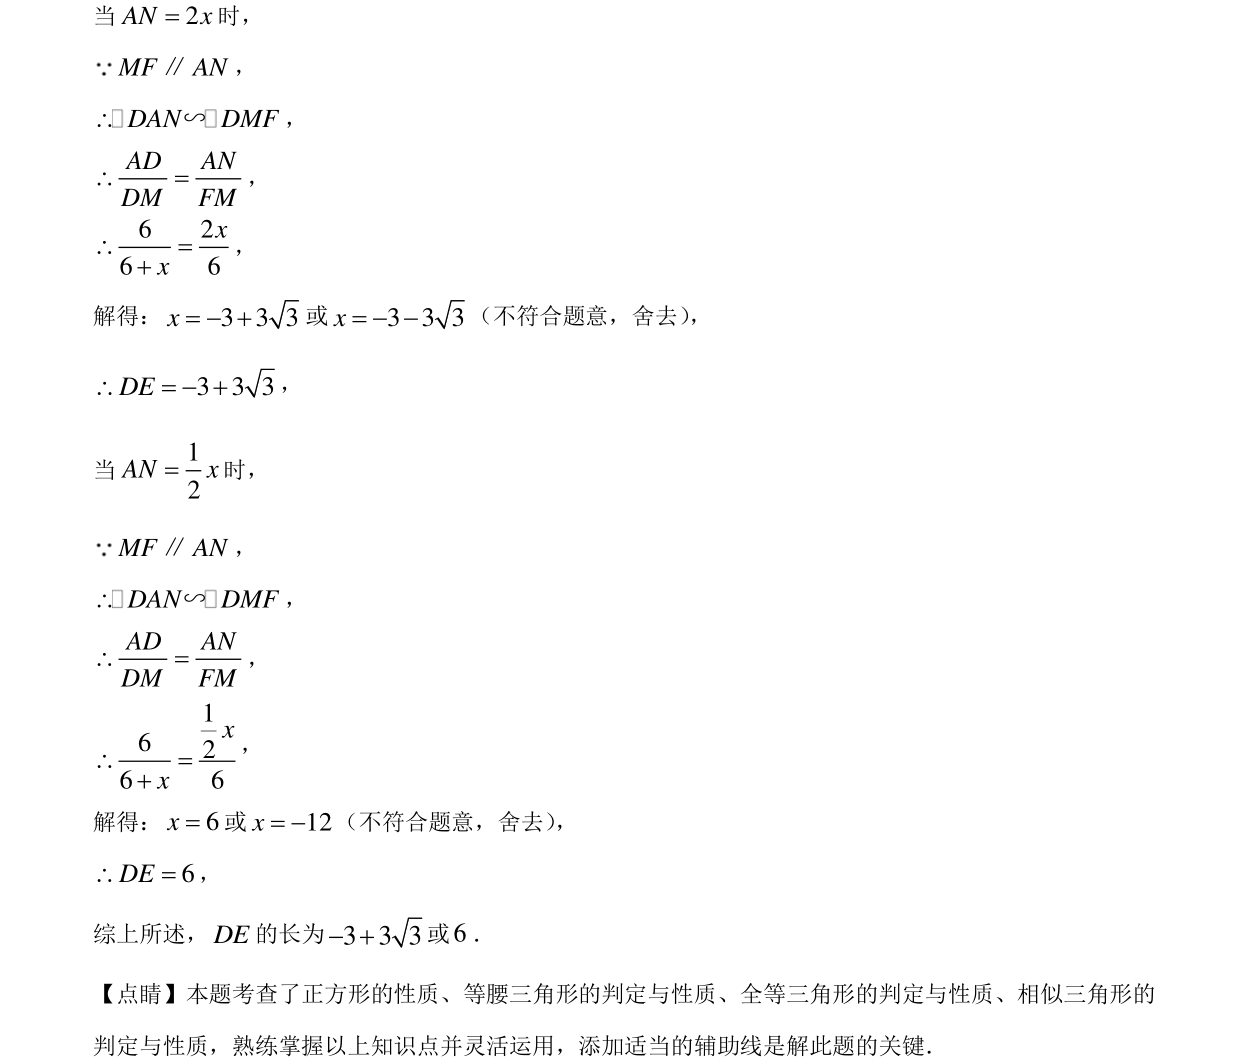 当 AN = 2x 时，
∵ MF ∥ AN，
∴□ DAN∽□ DMF，
∴ AD/DM = AN/FM，
∴ 6/(6+x) = 2x/6，
解得：x = −3+3√3 或 x = −3−3√3（不符合题意，舍去），
∴ DE = −3+3√3，
当 AN = 1/2 x 时，
∵ MF ∥ AN，
∴□ DAN∽□ DMF，
∴ AD/DM = AN/FM，
∴ 6/(6+x) = (1/2 x)/6，
解得：x = 6 或 x = −12（不符合题意，舍去），
∴ DE = 6，
综上所述，DE 的长为 −3+3√3 或 6．
【点睛】本题考查了正方形的性质、等腰三角形的判定与性质、全等三角形的判定与性质、相似三角形的
判定与性质，熟练掌握以上知识点并灵活运用，添加适当的辅助线是解此题的关键．